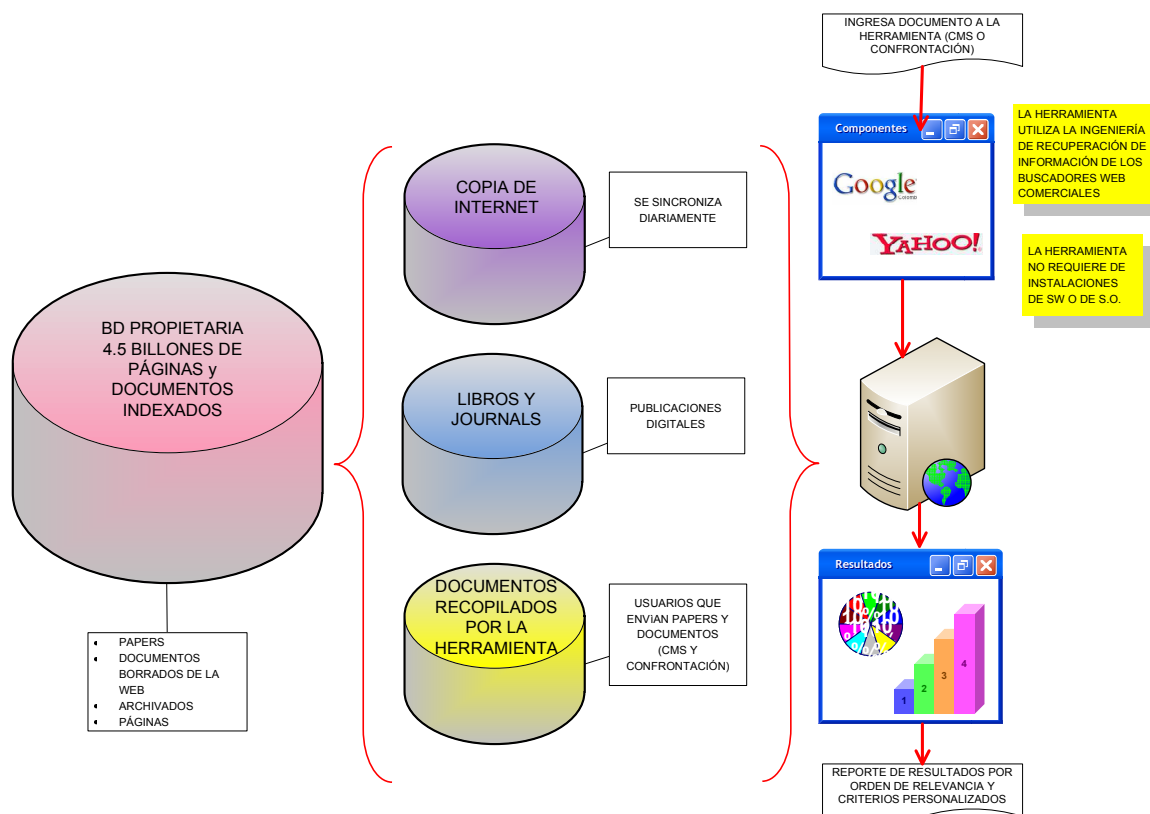 INGRESA DOCUMENTO A LA
HERRAMIENTA (CMS O
CONFRONTACIÓN)
Componentes
Google
Yahoo!
LA HERRAMIENTA
UTILIZA LA INGENIERÍA
DE RECUPERACIÓN DE
INFORMACIÓN DE LOS
BUSCADORES WEB
COMERCIALES
LA HERRAMIENTA
NO REQUIERE DE
INSTALACIONES
DE SW O DE S.O.
COPIA DE
INTERNET
SE SINCRONIZA
DIARIAMENTE
BD PROPIETARIA
4.5 BILLONES DE
PÁGINAS y
DOCUMENTOS
INDEXADOS
LIBROS Y
JOURNALS
PUBLICACIONES
DIGITALES
DOCUMENTOS
RECOPILADOS
POR LA
HERRAMIENTA
USUARIOS QUE
ENVíAN PAPERS Y
DOCUMENTOS
(CMS Y
CONFRONTACIÓN)
• PAPERS
• DOCUMENTOS
BORRADOS DE LA
WEB
• ARCHIVADOS
• PÁGINAS
Resultados
1
2
3
4
REPORTE DE RESULTADOS POR
ORDEN DE RELEVANCIA Y
CRITERIOS PERSONALIZADOS